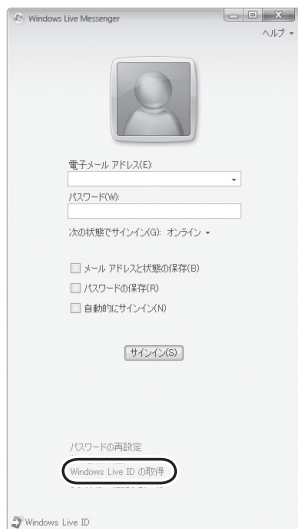 Windows Live Messenger
ヘルプ
電子メール アドレス(E):
パスワード(W):
次の状態でサインイン(G): オンライン
メール アドレスと状態の保存(B)
パスワードの保存(R)
自動的にサインイン(N)
サインイン(S)
パスワードの再設定
Windows Live ID の取得
Windows Live ID